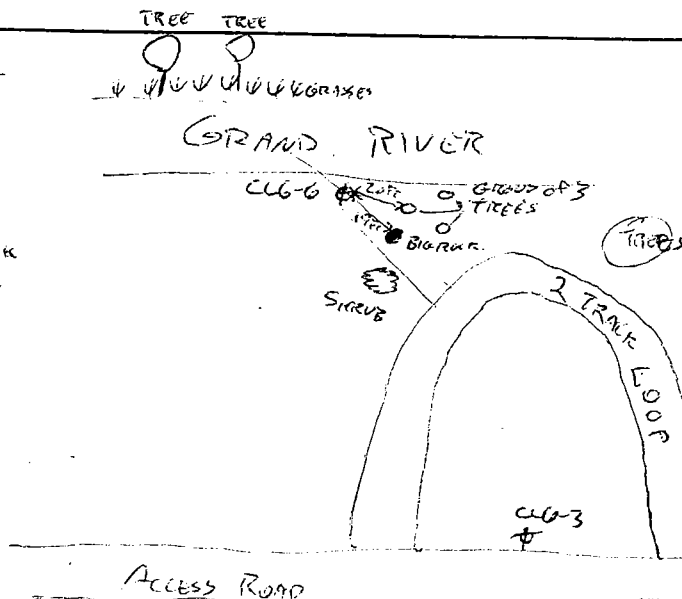 TREE TREE
GRASSES
GRAND RIVER
CLG-6 20FT GROUP OF 3
TREES
BIG ROCK
TREES
SHRUB
2 TRACK LOOP
CLG-3
ACCESS ROAD